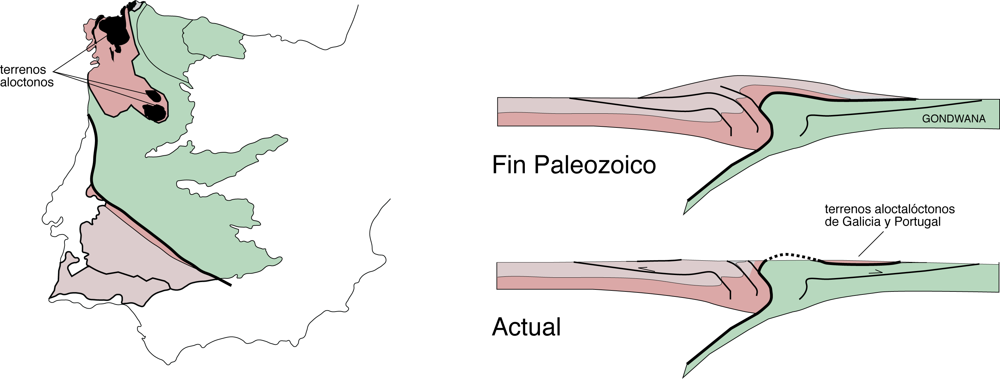 terrenos
aloctonos
GONDWANA
Fin Paleozoico
terrenos aloctalóctonos
de Galicia y Portugal
Actual